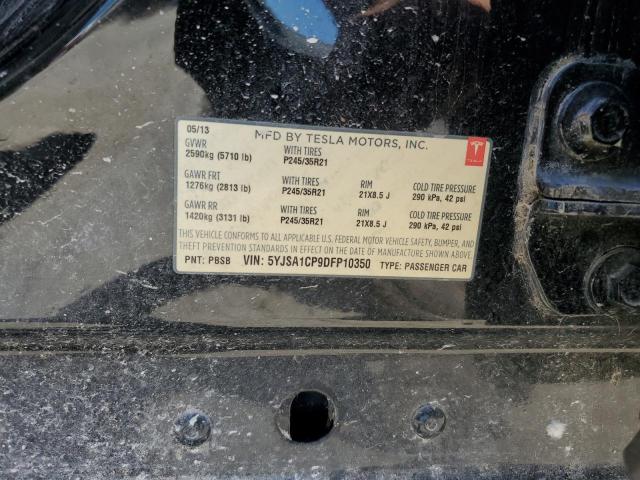 05/13
MFD BY TESLA MOTORS, INC.
GVWR WITH TIRES
2590kg (5710 lb) P245/35R21
GAWR FRT WITH TIRES RIM COLD TIRE PRESSURE
1276kg (2813 lb) P245/35R21 21X8.5 J 290 kPa, 42 psi
GAWR RR WITH TIRES RIM COLD TIRE PRESSURE
1420kg (3131 lb) P245/35R21 21X8.5 J 290 kPa, 42 psi
THIS VEHICLE CONFORMS TO ALL APPLICABLE U.S. FEDERAL MOTOR VEHICLE SAFETY, BUMPER, AND
THEFT PREVENTION STANDARDS IN EFFECT ON THE DATE OF MANUFACTURE SHOWN ABOVE.
PNT: PBSB VIN: 5YJSA1CP9DFP10350 TYPE: PASSENGER CAR